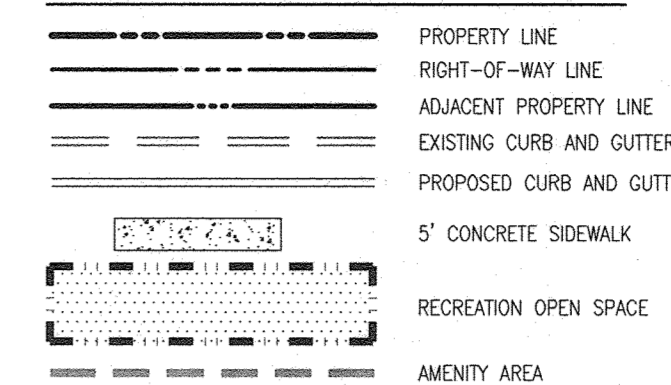 PROPERTY LINE
RIGHT-OF-WAY LINE
ADJACENT PROPERTY LINE
EXISTING CURB AND GUTTER
PROPOSED CURB AND GUTT
5' CONCRETE SIDEWALK
RECREATION OPEN SPACE
AMENITY AREA